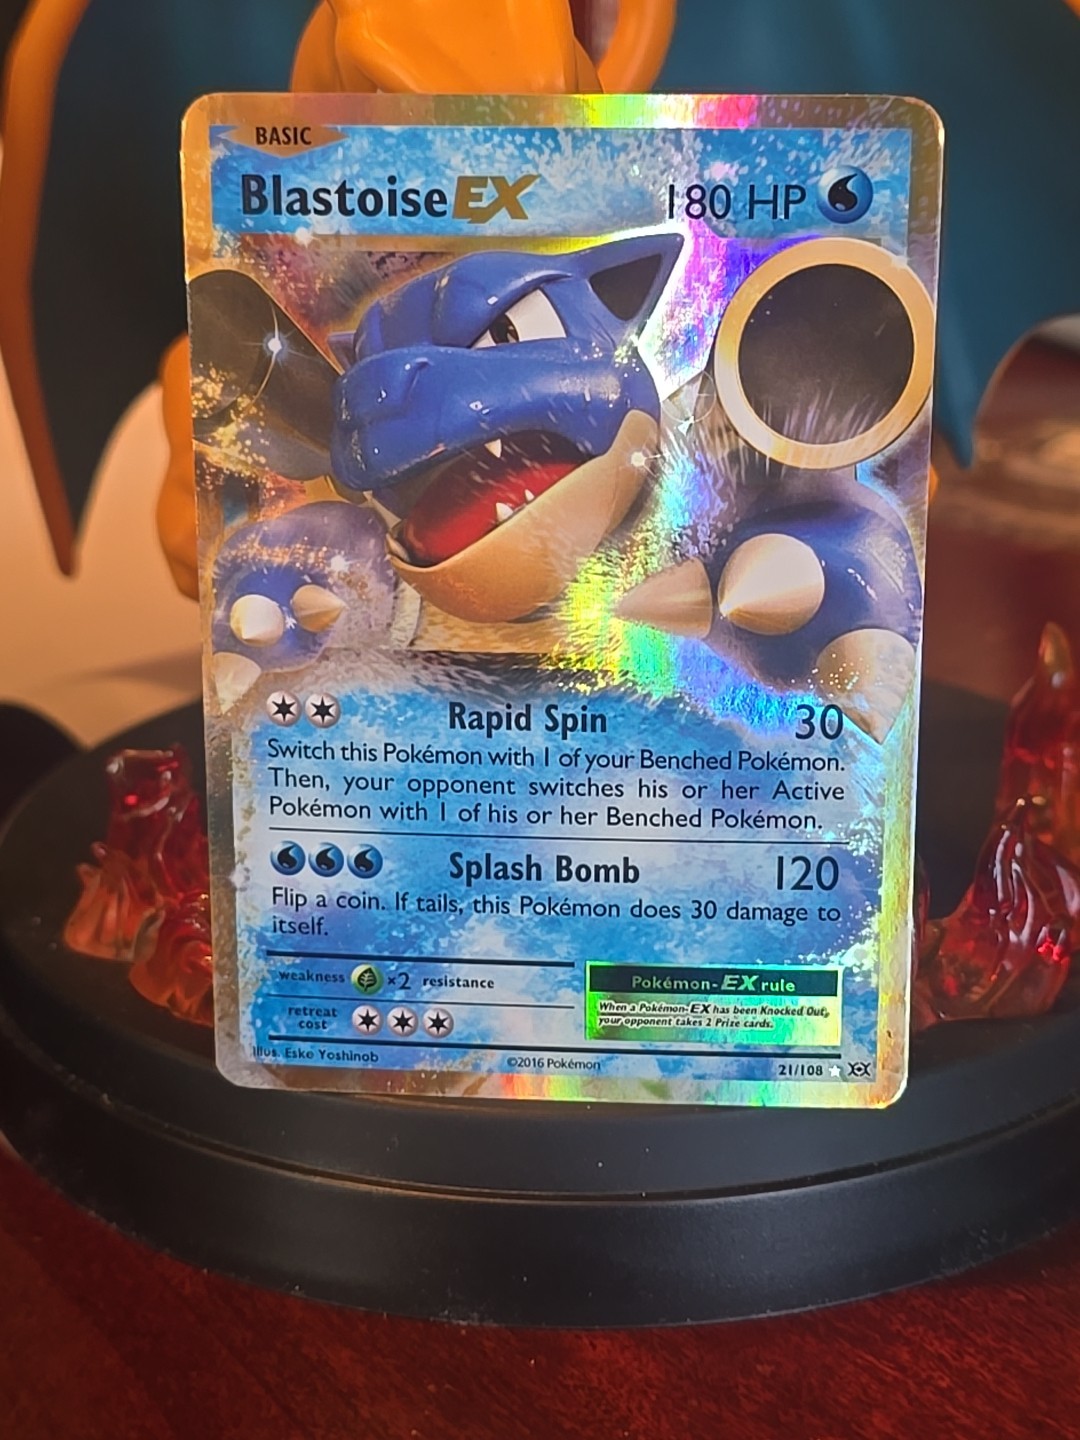 BASIC
Blastoise EX 180 HP
Rapid Spin 30
Switch this Pokémon with 1 of your Benched Pokémon.
Then, your opponent switches his or her Active
Pokémon with 1 of his or her Benched Pokémon.
Splash Bomb 120
Flip a coin. If tails, this Pokémon does 30 damage to
itself.
weakness ×2 resistance
retreat
cost
Pokémon-EX rule
When a Pokémon-EX has been Knocked Out,
your opponent takes 2 Prize cards.
Illus. Eske Yoshinob
©2016 Pokémon
21/108